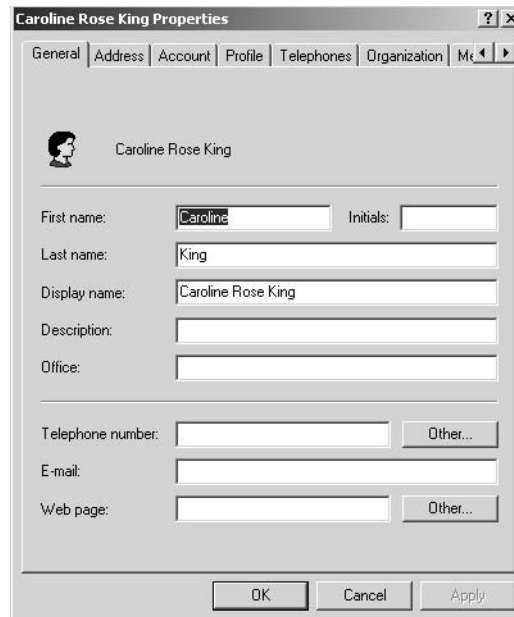 Caroline Rose King Properties
General Address Account Profile Telephones Organization
Caroline Rose King
First name: Caroline Initials:
Last name: King
Display name: Caroline Rose King
Description:
Office:
Telephone number: Other...
E-mail:
Web page: Other...
OK Cancel Apply